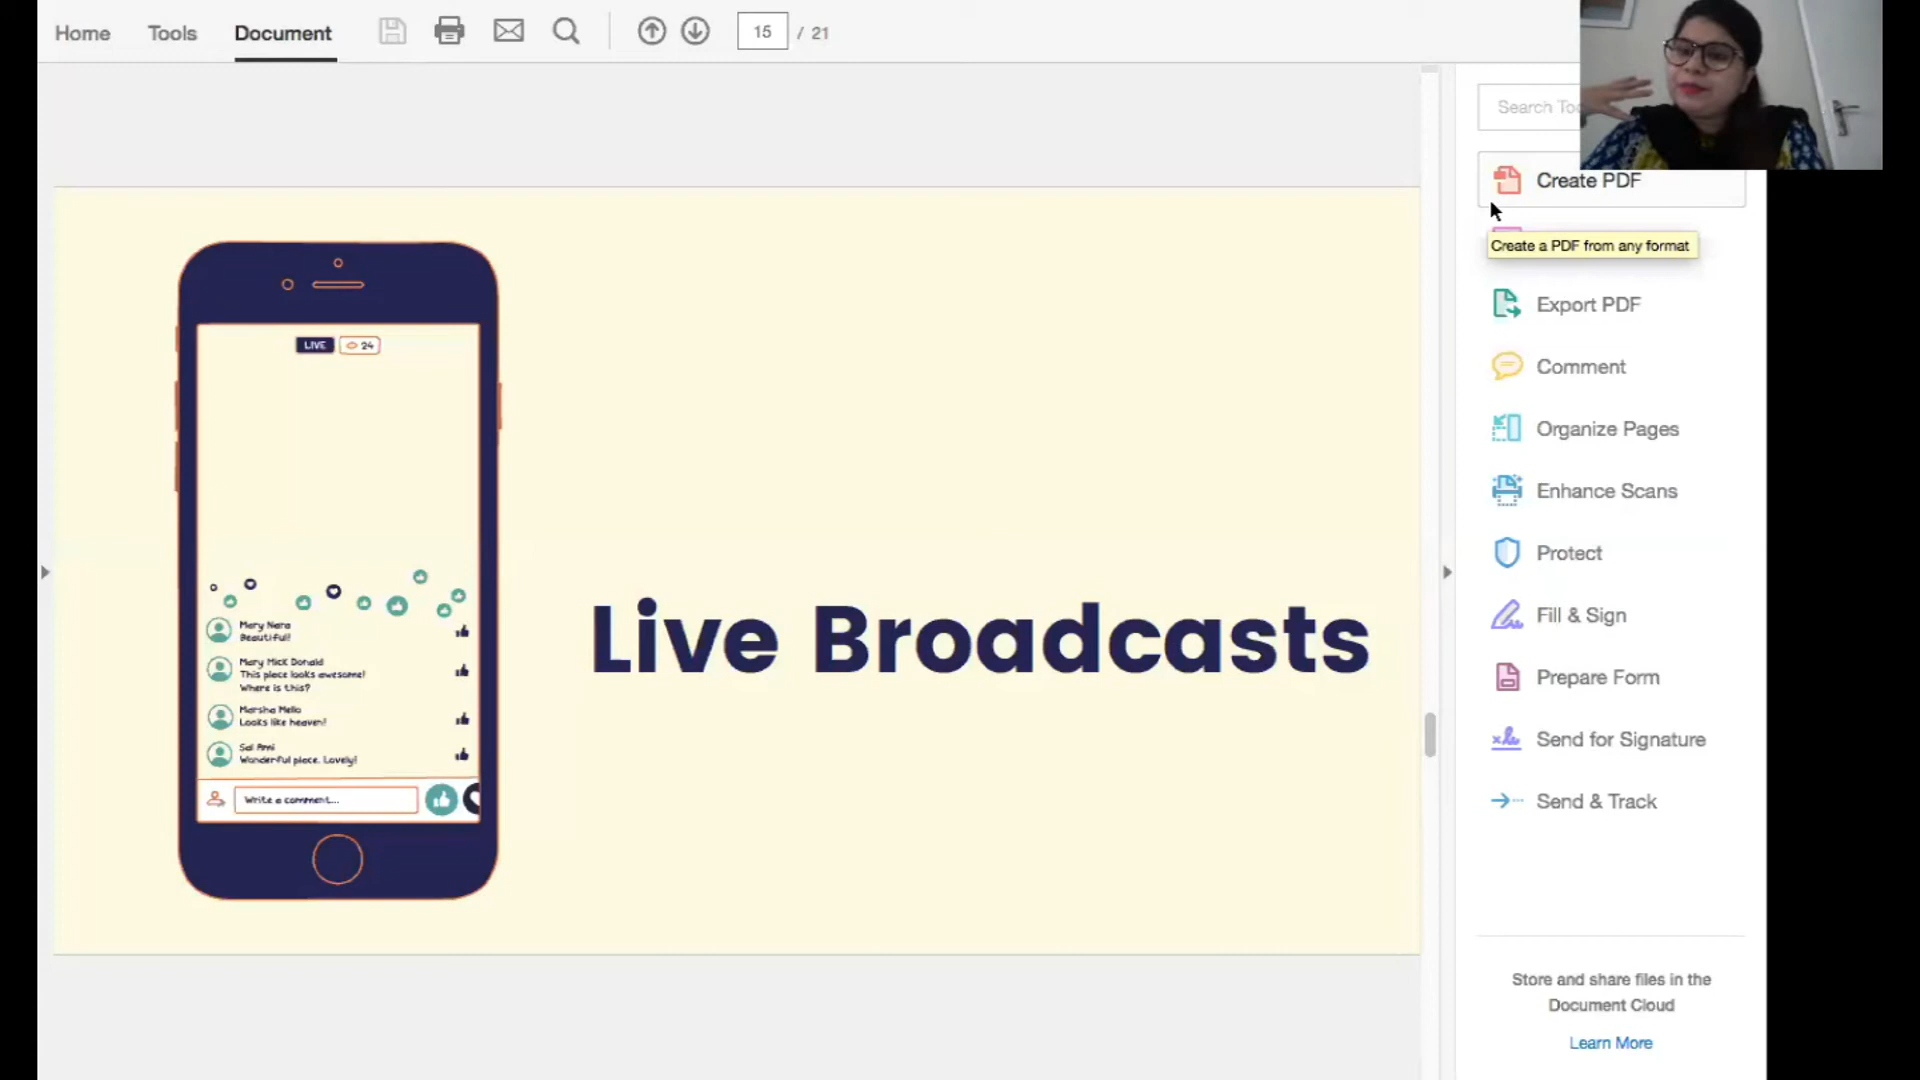 Home Tools Document 15 / 21
Search Too
Create PDF
Create a PDF from any format
Export PDF
Comment
Organize Pages
Enhance Scans
Protect
Fill & Sign
Prepare Form
Send for Signature
Send & Track
Store and share files in the
Document Cloud
Learn More
LIVE 24
Mary Nara
Beautiful!
Mary Mick Donald
This place looks awesome!
Where is this?
Marsha Mello
Looks like heaven!
Sal Ami
Wonderful place. Lovely!
Write a comment...
Live Broadcasts